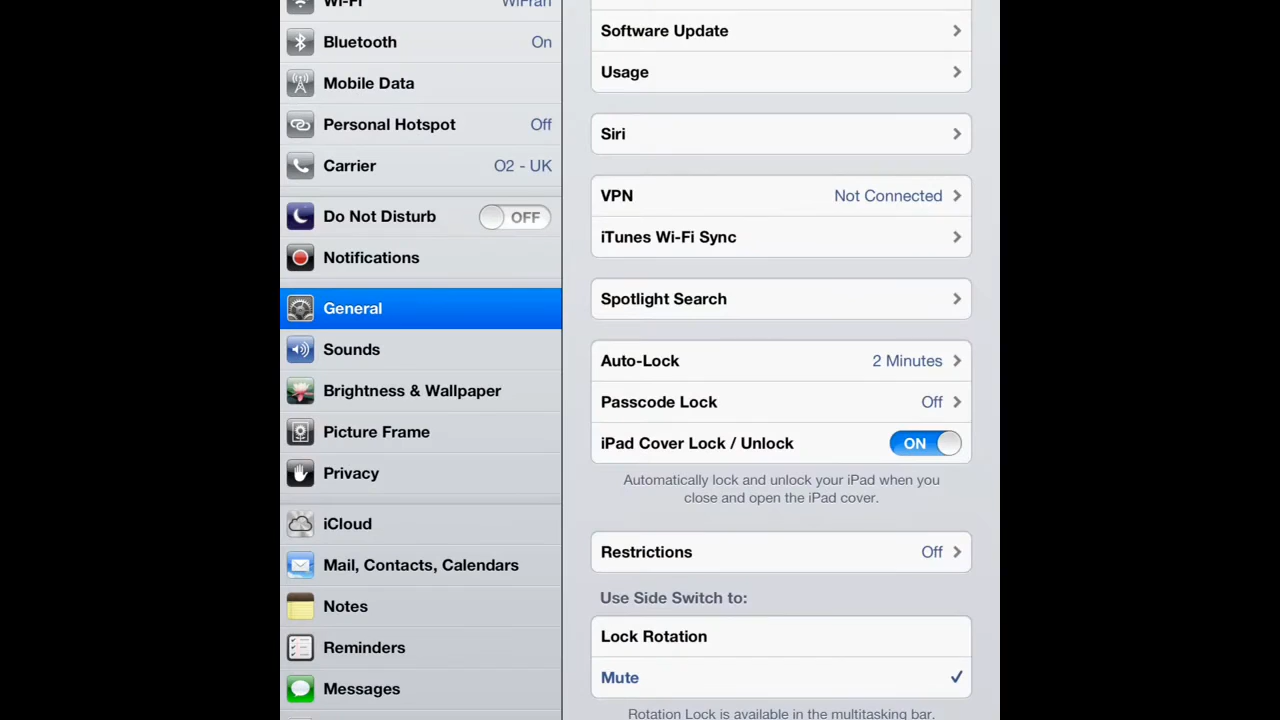 Wi-Fi WiFran
Bluetooth On
Mobile Data
Personal Hotspot Off
Carrier O2 - UK
Do Not Disturb OFF
Notifications
General
Sounds
Brightness & Wallpaper
Picture Frame
Privacy
iCloud
Mail, Contacts, Calendars
Notes
Reminders
Messages
Software Update
Usage
Siri
VPN Not Connected
iTunes Wi-Fi Sync
Spotlight Search
Auto-Lock 2 Minutes
Passcode Lock Off
iPad Cover Lock / Unlock ON
Automatically lock and unlock your iPad when you
close and open the iPad cover.
Restrictions Off
Use Side Switch to:
Lock Rotation
Mute
Rotation Lock is available in the multitasking bar.